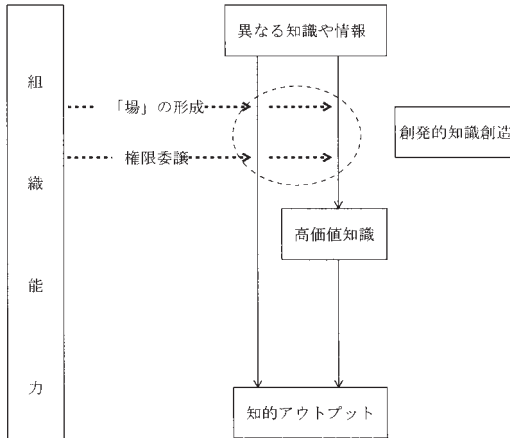 異なる知識や情報
組織能力
「場」の形成
創発的知識創造
権限委譲
高価値知識
知的アウトプット